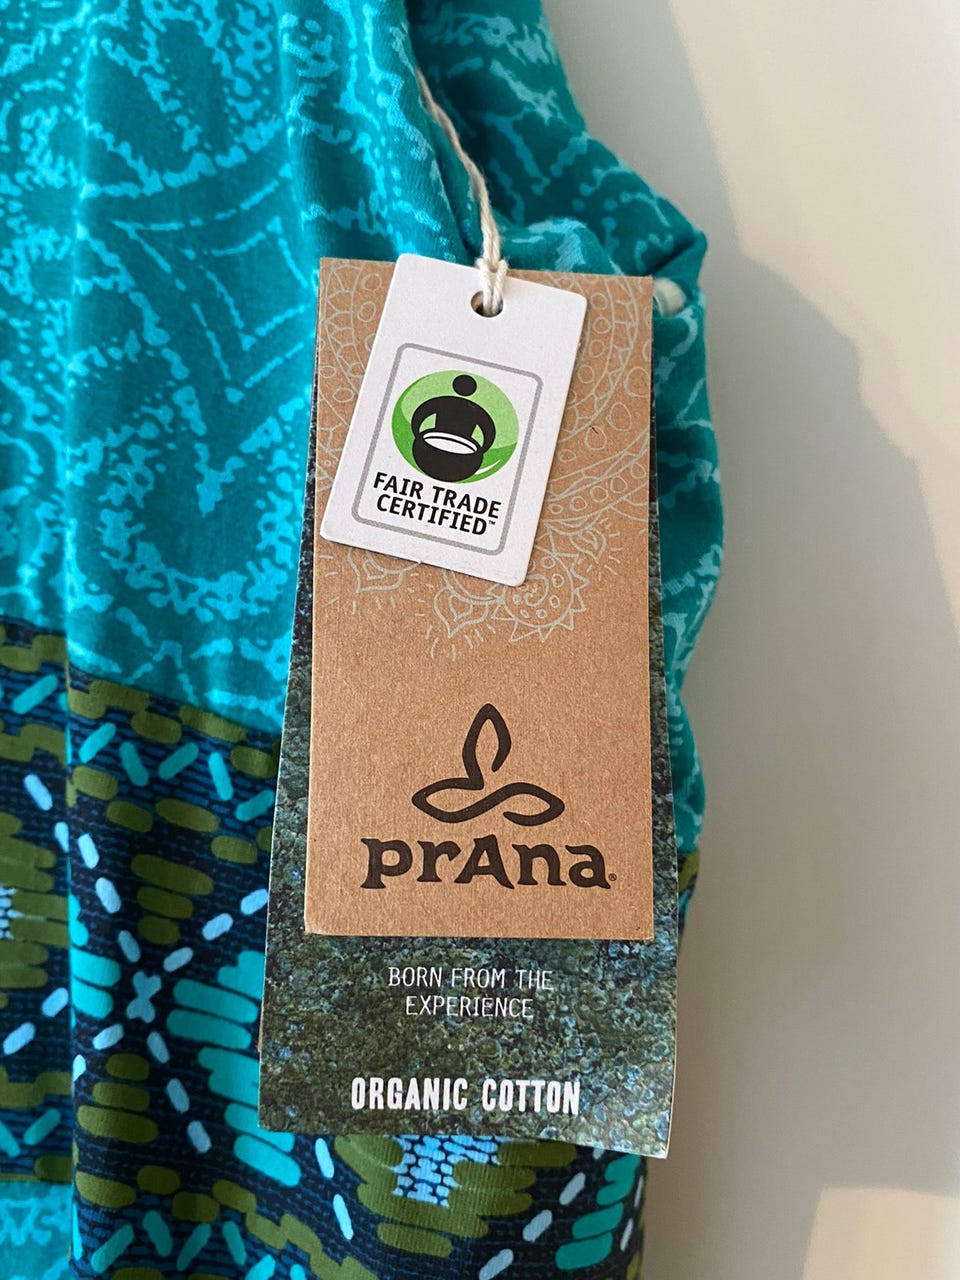 FAIR TRADE
CERTIFIED™
prAna®
BORN FROM THE
EXPERIENCE
ORGANIC COTTON